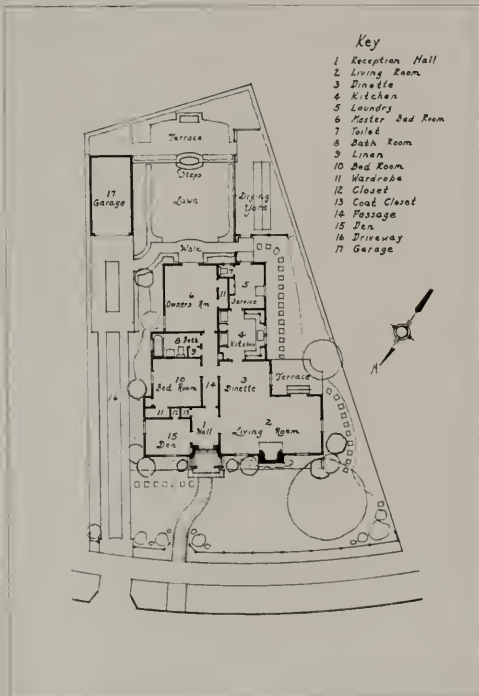 Key
1 Reception Hall
2 Living Room
3 Dinette
4 Kitchen
5 Laundry
6 Master Bed Room
7 Toilet
8 Bath Room
9 Linen
10 Bed Room
11 Wardrobe
12 Closet
13 Coat Closet
14 Passage
15 Den
16 Driveway
17 Garage
Terrace
Steps
17
Garage
Lawn
Drying
Yard
Walk
7
6
Owners Rm
11
5
Service
4
Kitchen
8 Bath
9
10
Bed Room
14
3
Dinette
Terrace
16
11 12 13
1
Hall
2
Living Room
15
Den
N